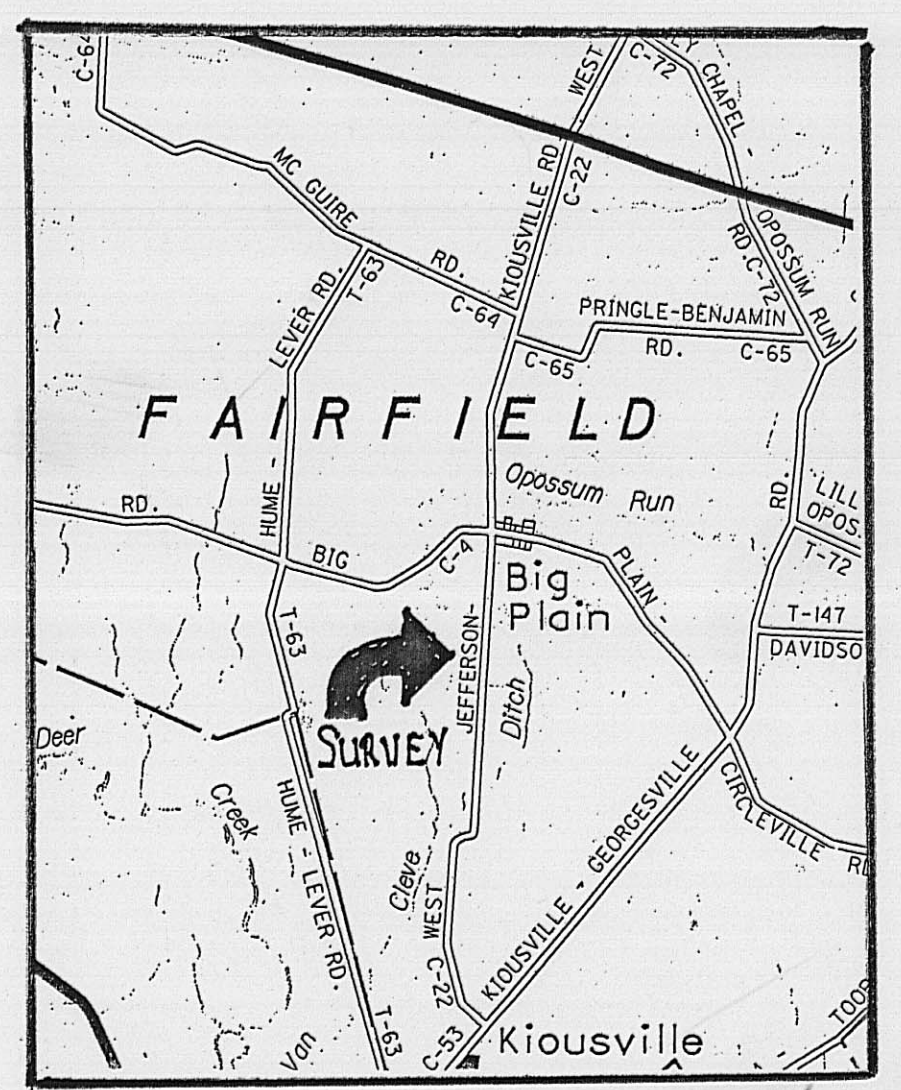 C-64
WEST
C-72
CHAPEL
MC GUIRE
RD.
C-64
KIOUSVILLE RD.
C-22
OPOSSUM RUN
RD. C-72
LEVER RD.
T-63
PRINGLE-BENJAMIN
RD.
C-65
C-65
FAIRFIELD
Opossum Run
RD.
HUME -
BIG
C-4
PLAIN -
RD.
T-72
Big
Plain
T-63
T-147
JEFFERSON-
Ditch
SURVEY
Deer
Creek
HUME - LEVER RD.
Cleve
WEST
C-22
KIOUSVILLE - GEORGESVILLE
CIRCLEVILLE
Van
T-63
C-53
Kiousville